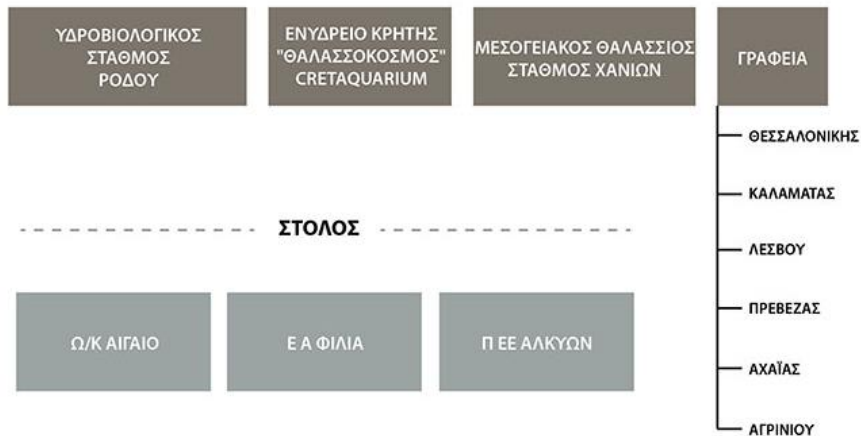 ΥΔΡΟΒΙΟΛΟΓΙΚΟΣ
ΣΤΑΘΜΟΣ
ΡΟΔΟΥ
ΕΝΥΔΡΕΙΟ ΚΡΗΤΗΣ
"ΘΑΛΑΣΣΟΚΟΣΜΟΣ"
CRETAQUARIUM
ΜΕΣΟΓΕΙΑΚΟΣ ΘΑΛΑΣΣΙΟΣ
ΣΤΑΘΜΟΣ ΧΑΝΙΩΝ
ΓΡΑΦΕΙΑ
ΘΕΣΣΑΛΟΝΙΚΗΣ
ΚΑΛΑΜΑΤΑΣ
ΛΕΣΒΟΥ
ΠΡΕΒΕΖΑΣ
ΑΧΑΪΑΣ
ΑΓΡΙΝΙΟΥ
ΣΤΟΛΟΣ
Ω/Κ ΑΙΓΑΙΟ
Ε Α ΦΙΛΙΑ
Π ΕΕ ΑΛΚΥΩΝ